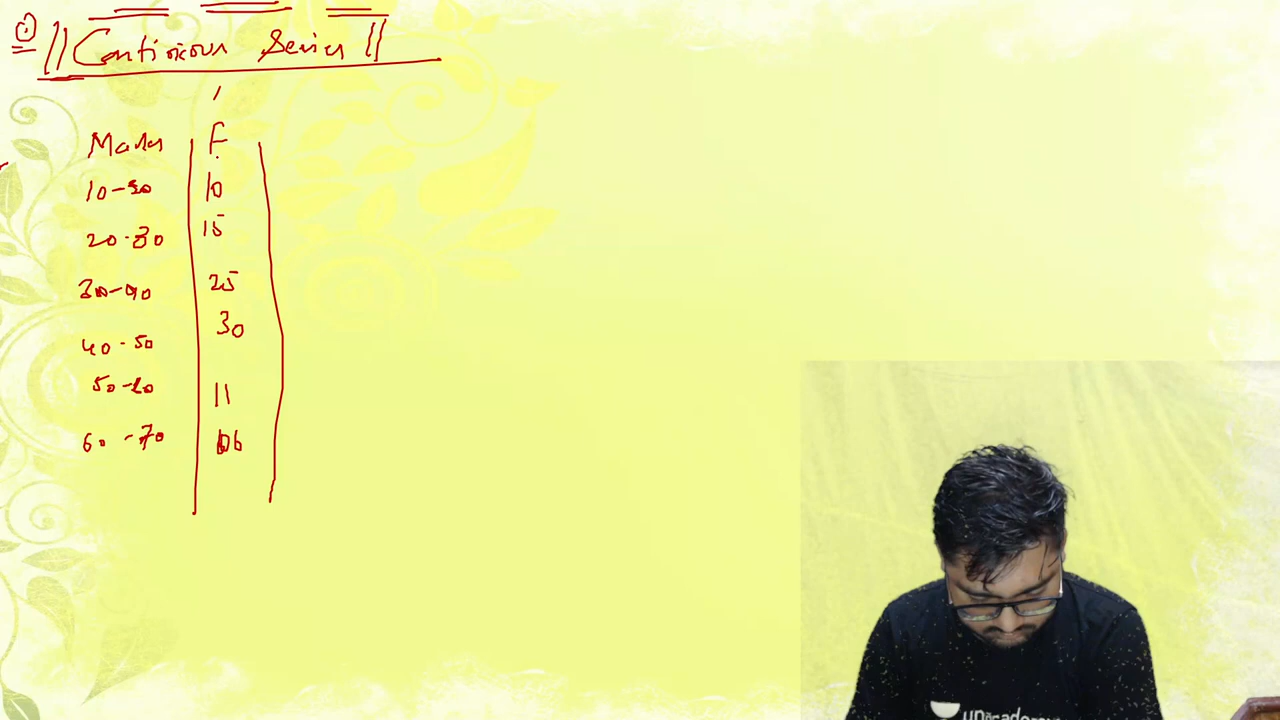 ① || Continuous Series ||
Marks F
10-20 10
20-30 15
30-40 25
40-50 30
50-60 11
60-70 06
unacademy